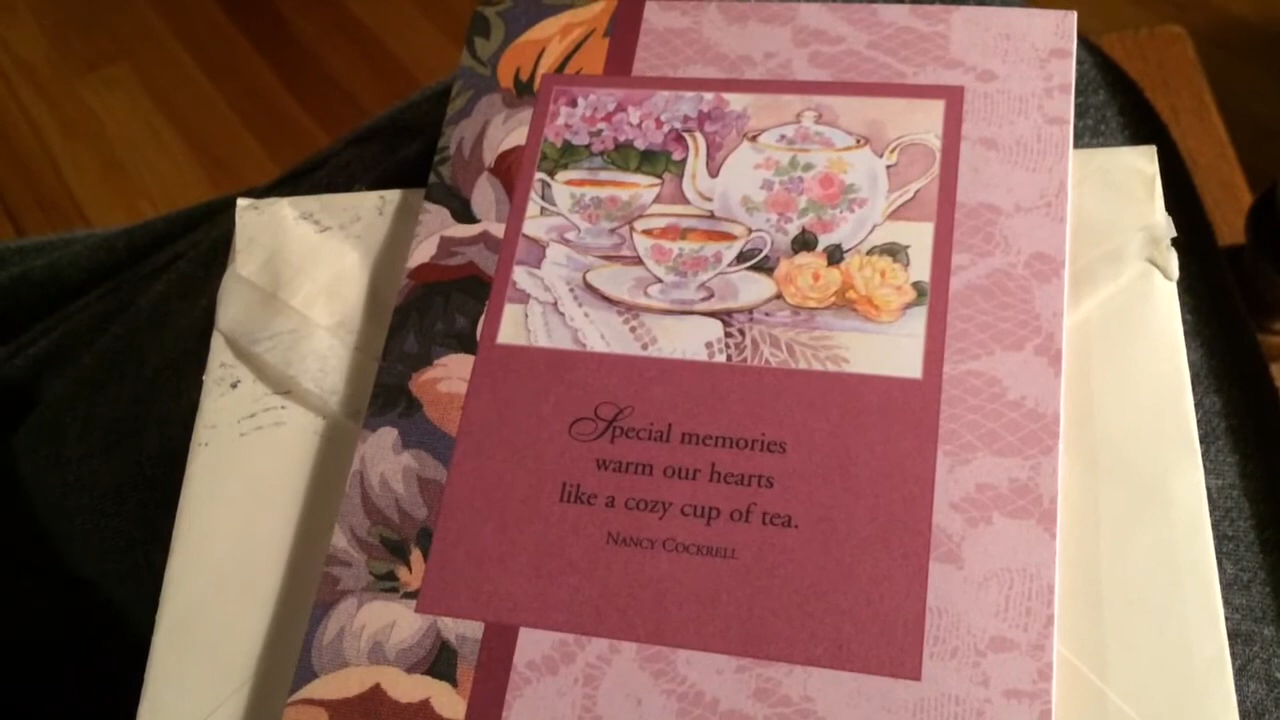 Special memories
warm our hearts
like a cozy cup of tea.
NANCY COCKRELL